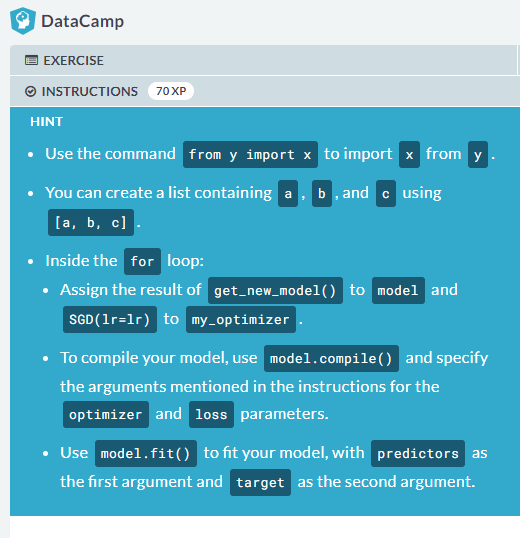 DataCamp
EXERCISE
INSTRUCTIONS 70 XP
HINT
• Use the command from y import x to import x from y .
• You can create a list containing a , b , and c using
[a, b, c] .
• Inside the for loop:
• Assign the result of get_new_model() to model and
SGD(lr=lr) to my_optimizer .
• To compile your model, use model.compile() and specify
the arguments mentioned in the instructions for the
optimizer and loss parameters.
• Use model.fit() to fit your model, with predictors as
the first argument and target as the second argument.